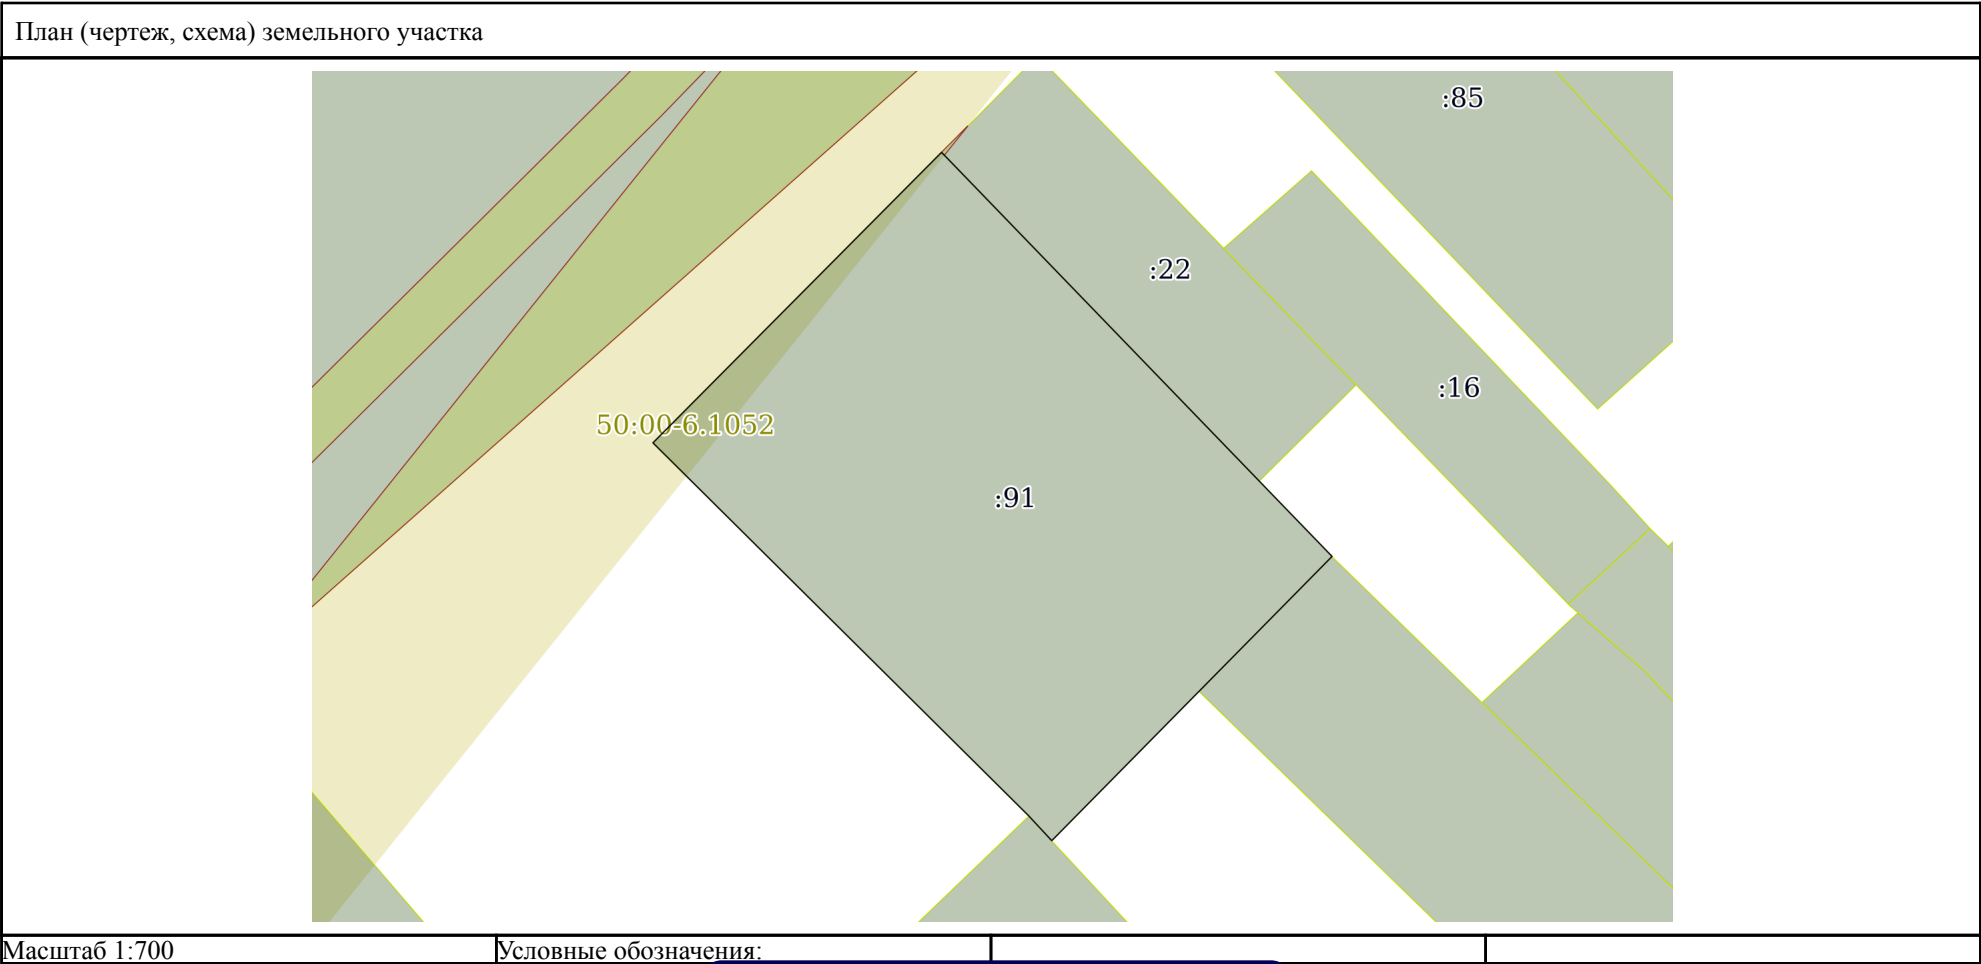 План (чертеж, схема) земельного участка
:85
:22
:16
50:00-6.1052
:91
Масштаб 1:700
Условные обозначения: